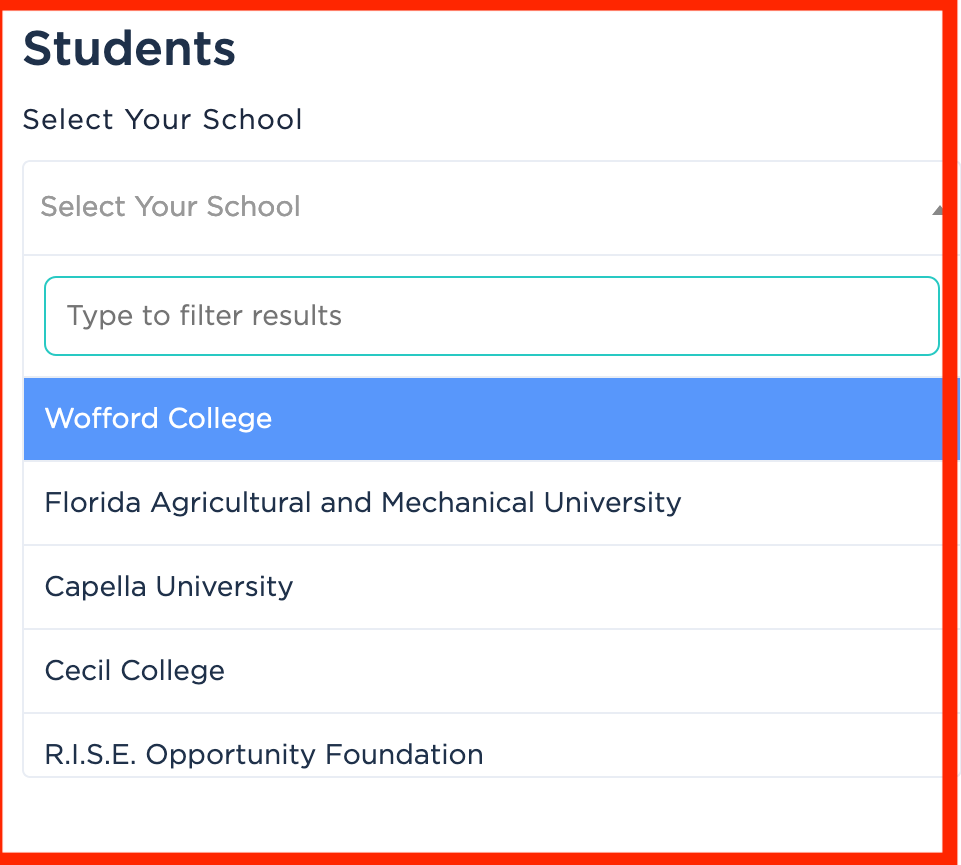 Students
Select Your School
Select Your School
Type to filter results
Wofford College
Florida Agricultural and Mechanical University
Capella University
Cecil College
R.I.S.E. Opportunity Foundation